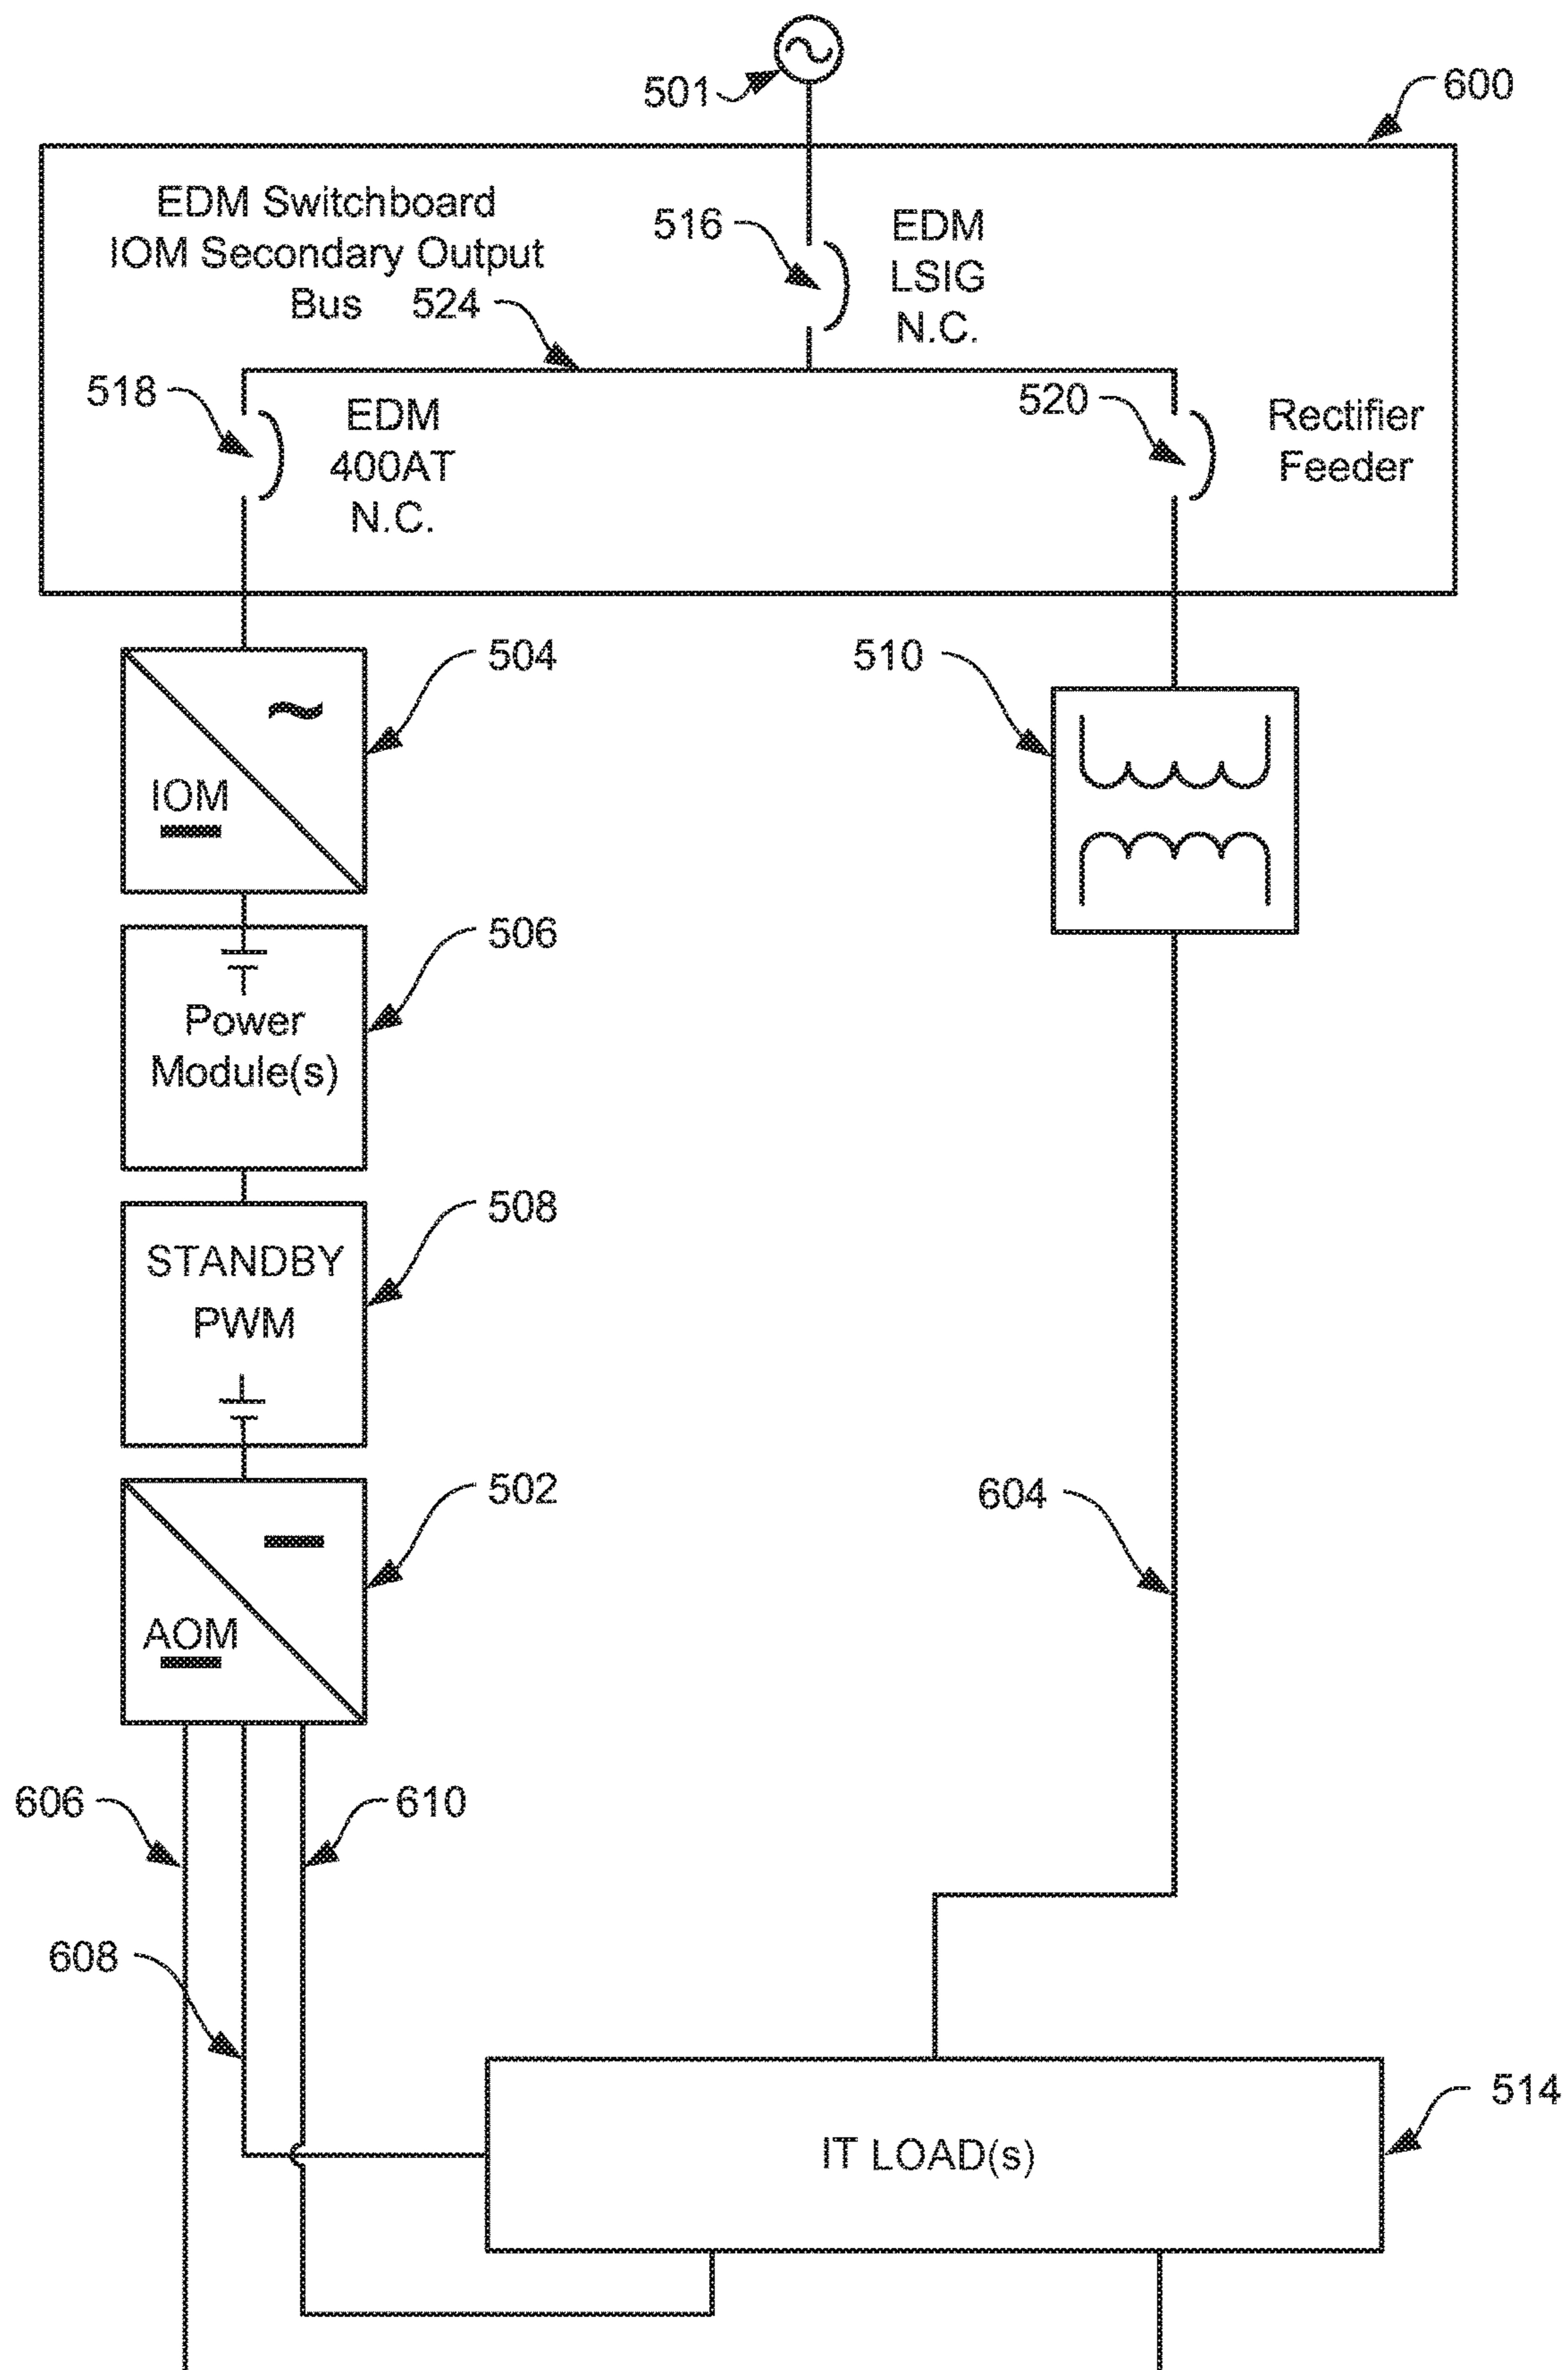 501
600
EDM Switchboard
IOM Secondary Output
Bus 524
516
EDM
LSIG
N.C.
518
EDM
400AT
N.C.
520
Rectifier
Feeder
504
IOM
510
506
Power
Module(s)
508
STANDBY
PWM
502
AOM
604
606
610
608
514
IT LOAD(s)